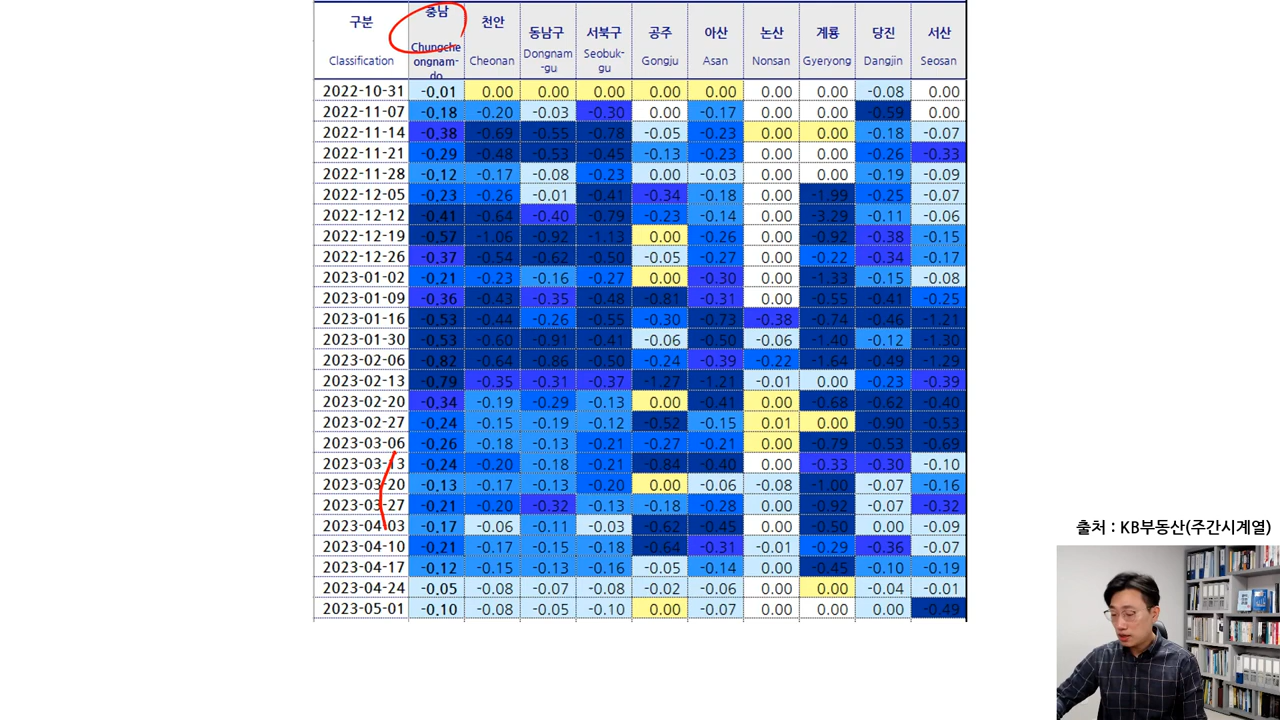 구분 충남 천안 동남구 서북구 공주 아산 논산 계룡 당진 서산
Classification Chungcheongnam-do Cheonan Dongnam-gu Seobuk-gu Gongju Asan Nonsan Gyeryong Dangjin Seosan
2022-10-31 -0.01 0.00 0.00 0.00 0.00 0.00 0.00 0.00 -0.08 0.00
2022-11-07 -0.18 -0.20 -0.03 -0.30 0.00 -0.17 0.00 0.00 -0.59 0.00
2022-11-14 -0.38 -0.69 -0.55 -0.78 -0.05 -0.23 0.00 0.00 -0.18 -0.07
2022-11-21 -0.29 -0.48 -0.53 -0.45 -0.13 -0.23 0.00 0.00 -0.26 -0.33
2022-11-28 -0.12 -0.17 -0.08 -0.23 0.00 -0.03 0.00 0.00 -0.19 -0.09
2022-12-05 -0.23 -0.26 -0.01 -0.41 -0.34 -0.18 0.00 -1.99 -0.25 -0.07
2022-12-12 -0.41 -0.64 -0.40 -0.79 -0.23 -0.14 0.00 -3.29 -0.11 -0.06
2022-12-19 -0.57 -1.06 -0.92 -1.13 0.00 -0.26 0.00 -0.92 -0.38 -0.15
2022-12-26 -0.37 -0.54 -0.62 -0.50 -0.05 -0.27 0.00 -0.22 -0.34 -0.17
2023-01-02 -0.21 -0.23 -0.16 -0.27 0.00 -0.30 0.00 -1.33 -0.15 -0.08
2023-01-09 -0.36 -0.43 -0.35 -0.48 -0.81 -0.31 0.00 -0.55 -0.41 -0.25
2023-01-16 -0.53 -0.44 -0.26 -0.55 -0.30 -0.73 -0.38 -0.74 -0.46 -1.21
2023-01-30 -0.53 -0.60 -0.91 -0.41 -0.06 -0.50 -0.06 -1.40 -0.12 -1.30
2023-02-06 -0.82 -0.64 -0.86 -0.50 -0.24 -0.39 -0.22 -1.64 -0.49 -1.29
2023-02-13 -0.79 -0.35 -0.31 -0.37 -1.27 -1.21 -0.01 0.00 -0.23 -0.39
2023-02-20 -0.34 -0.19 -0.29 -0.13 0.00 -0.41 0.00 -0.68 -0.62 -0.40
2023-02-27 -0.24 -0.15 -0.19 -0.12 -0.52 -0.15 0.01 0.00 -0.90 -0.53
2023-03-06 -0.26 -0.18 -0.13 -0.21 -0.27 -0.21 0.00 -0.79 -0.53 -0.69
2023-03-13 -0.24 -0.20 -0.18 -0.21 -0.84 -0.40 0.00 -0.33 -0.30 -0.10
2023-03-20 -0.13 -0.17 -0.13 -0.20 0.00 -0.06 -0.08 -1.00 -0.07 -0.16
2023-03-27 -0.21 -0.20 -0.32 -0.13 -0.18 -0.28 0.00 -0.92 -0.07 -0.32
2023-04-03 -0.17 -0.06 -0.11 -0.03 -0.62 -0.45 0.00 -0.50 0.00 -0.09
2023-04-10 -0.21 -0.17 -0.15 -0.18 -0.64 -0.31 -0.01 -0.29 -0.36 -0.07
2023-04-17 -0.12 -0.15 -0.13 -0.16 -0.05 -0.14 0.00 -0.45 -0.10 -0.19
2023-04-24 -0.05 -0.08 -0.07 -0.08 -0.02 -0.06 0.00 0.00 -0.04 -0.01
2023-05-01 -0.10 -0.08 -0.05 -0.10 0.00 -0.07 0.00 0.00 0.00 -0.49
출처 : KB부동산(주간시계열)